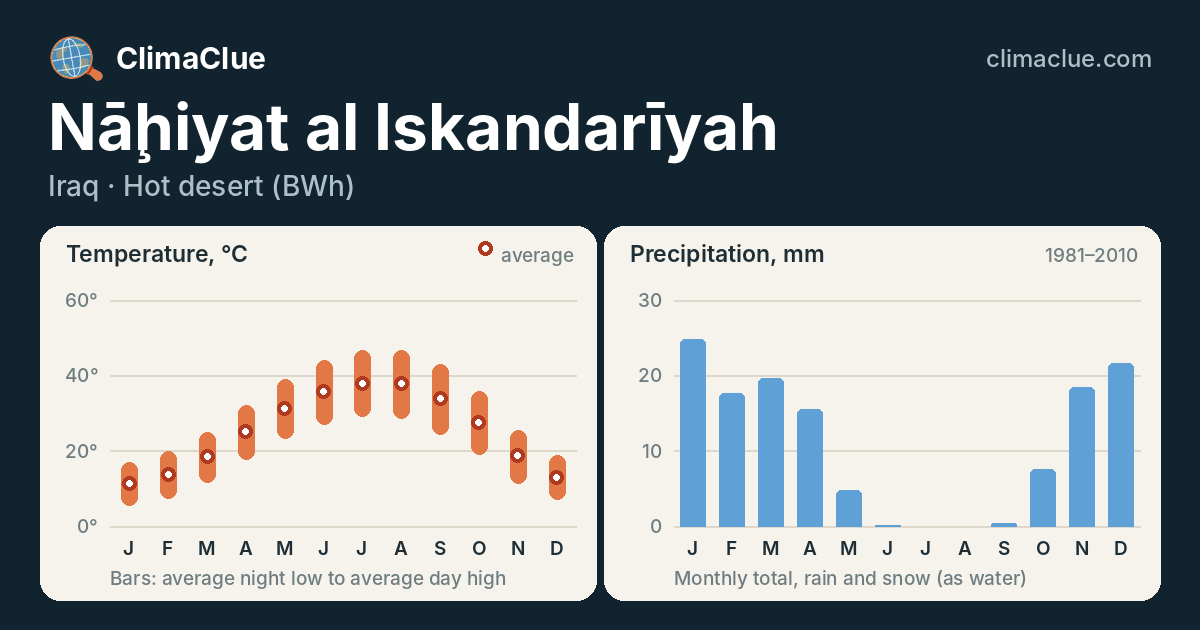 ClimaClue
climaclue.com
Nāḩiyat al Iskandarīyah
Iraq · Hot desert (BWh)
Temperature, °C
average
60°
40°
20°
0°
J F M A M J J A S O N D
Bars: average night low to average day high
Precipitation, mm
1981–2010
30
20
10
0
J F M A M J J A S O N D
Monthly total, rain and snow (as water)